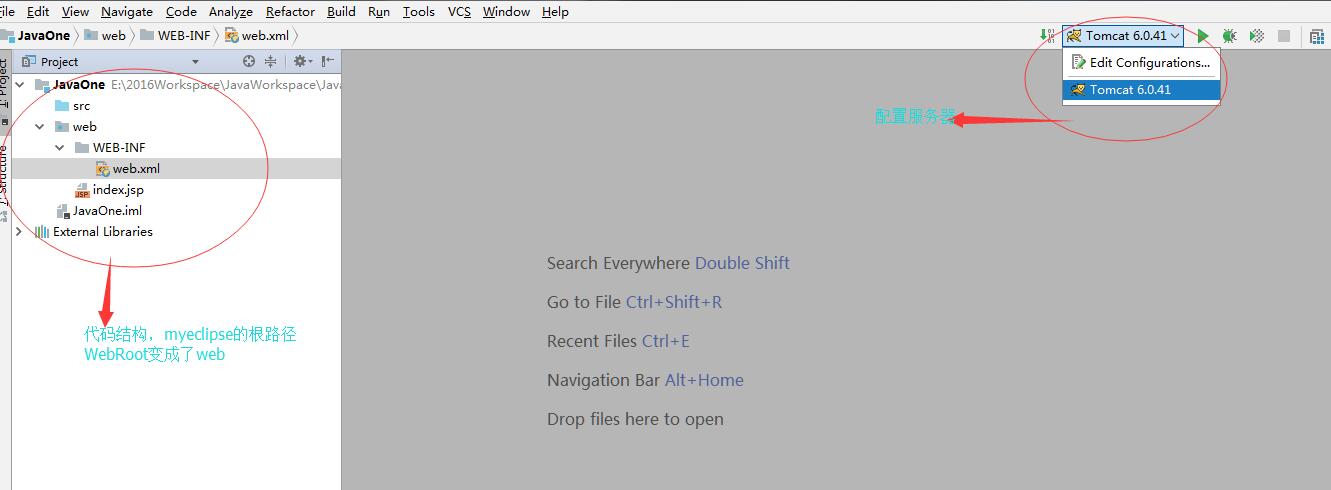 File Edit View Navigate Code Analyze Refactor Build Run Tools VCS Window Help
JavaOne web WEB-INF web.xml
Tomcat 6.0.41
Edit Configurations...
Tomcat 6.0.41
1: Project
7: Structure
Project
JavaOne E:\2016Workspace\JavaWorkspace\Java
src
web
WEB-INF
web.xml
index.jsp
JavaOne.iml
External Libraries
配置服务器
代码结构，myeclipse的根路径
WebRoot变成了web
Search Everywhere Double Shift
Go to File Ctrl+Shift+R
Recent Files Ctrl+E
Navigation Bar Alt+Home
Drop files here to open